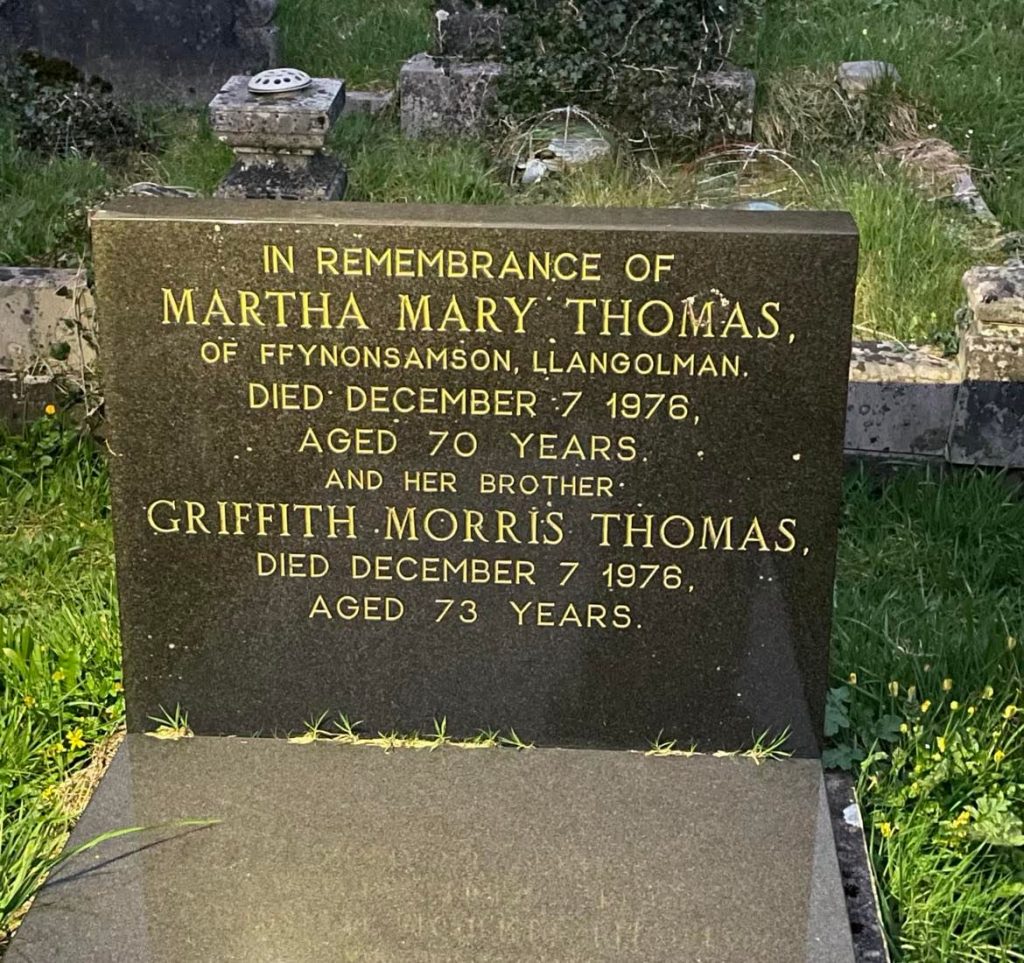 IN REMEMBRANCE OF
MARTHA MARY THOMAS,
OF FFYNONSAMSON, LLANGOLMAN.
DIED DECEMBER 7 1976,
AGED 70 YEARS.
AND HER BROTHER
GRIFFITH MORRIS THOMAS,
DIED DECEMBER 7 1976,
AGED 73 YEARS.